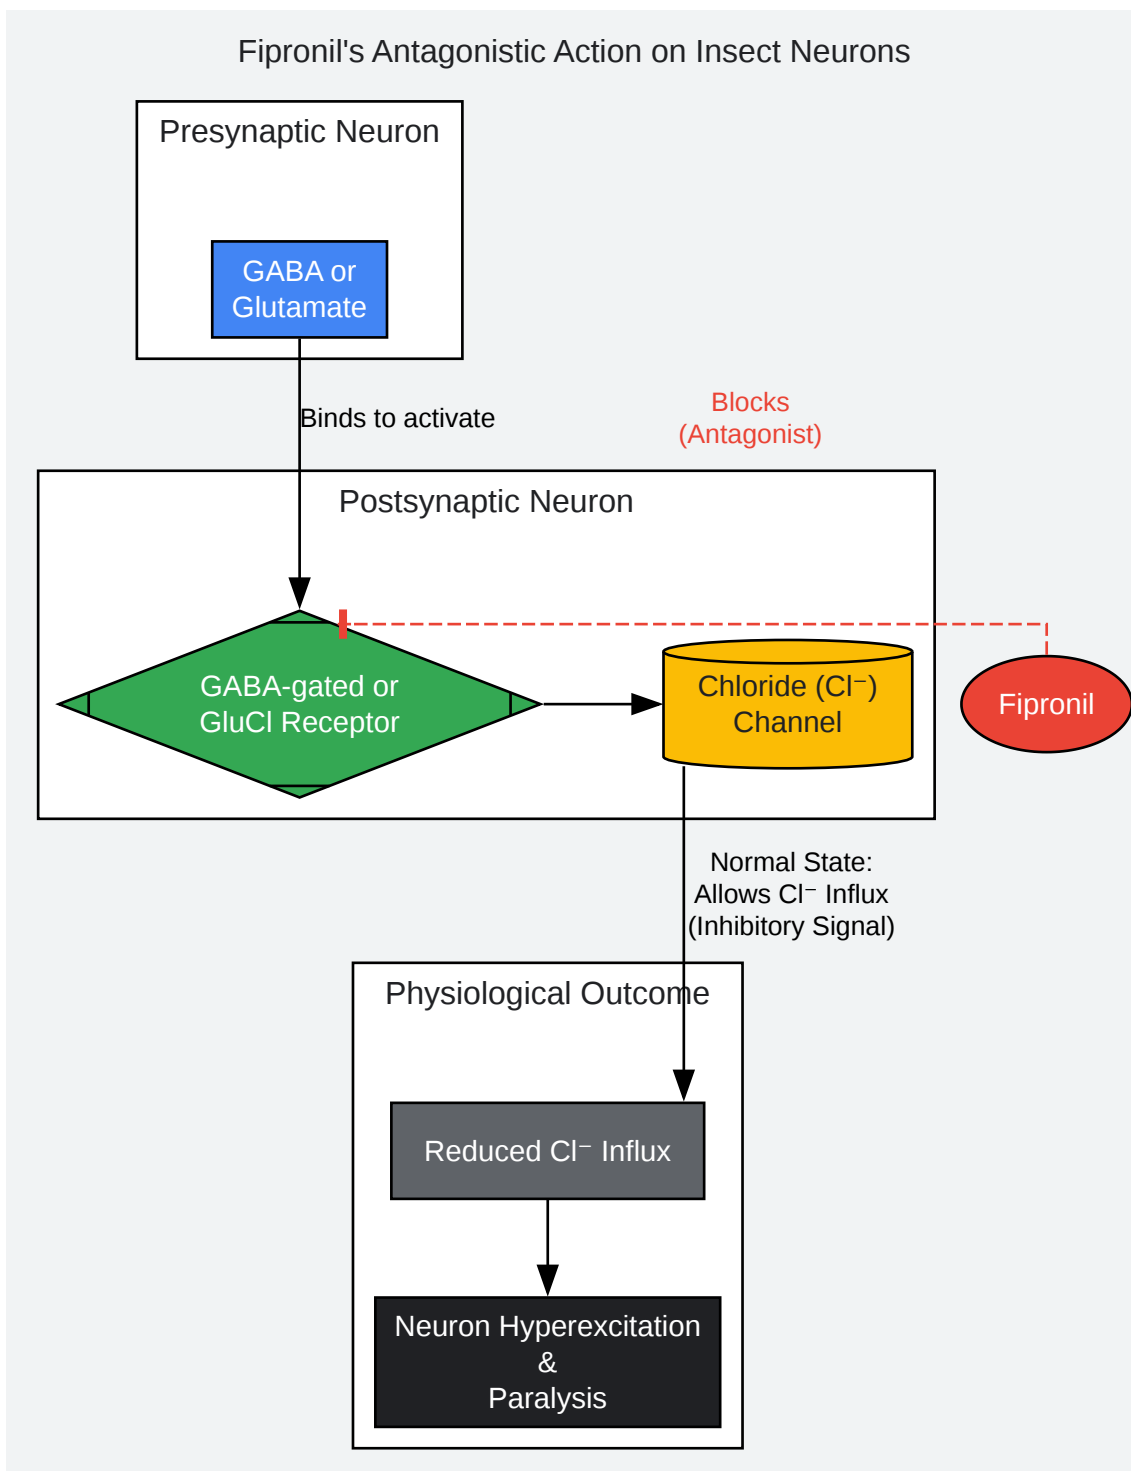 Fipronil's Antagonistic Action on Insect Neurons
Presynaptic Neuron
GABA or
Glutamate
Binds to activate
Blocks
(Antagonist)
Postsynaptic Neuron
GABA-gated or
GluCl Receptor
Chloride (Cl⁻)
Channel
Fipronil
Normal State:
Allows Cl⁻ Influx
(Inhibitory Signal)
Physiological Outcome
Reduced Cl⁻ Influx
Neuron Hyperexcitation
&
Paralysis